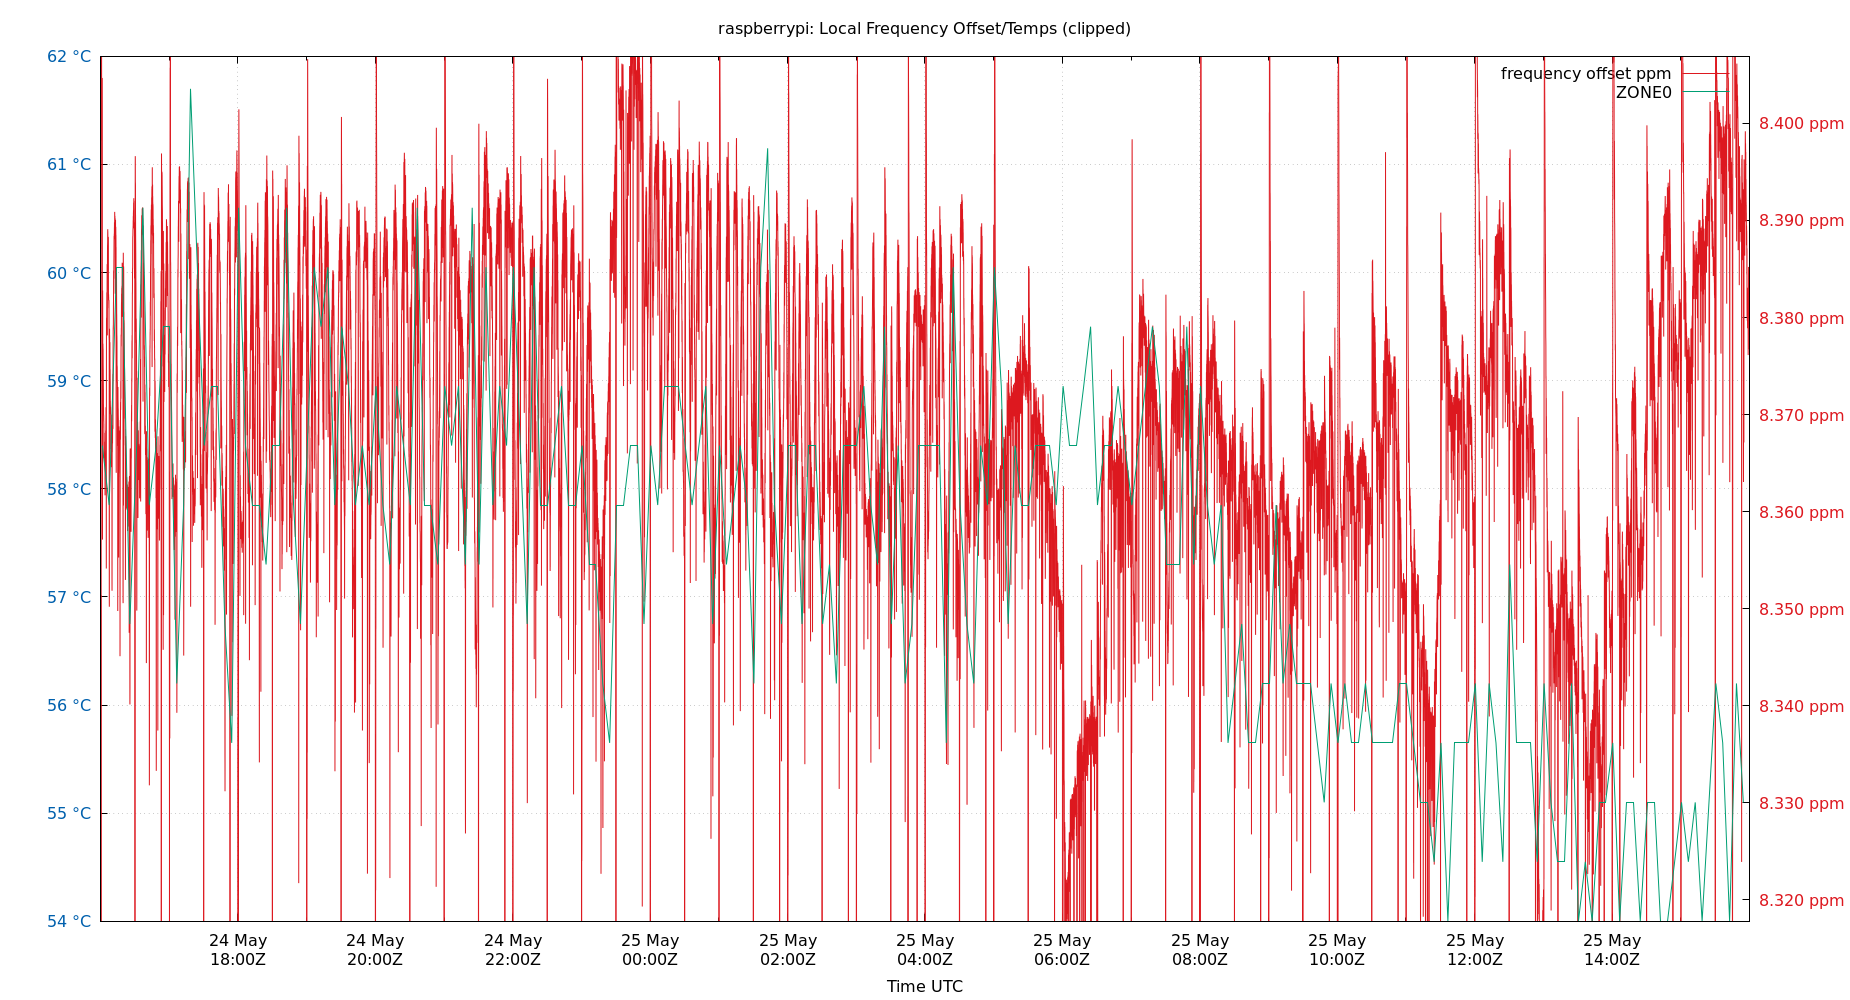 raspberrypi: Local Frequency Offset/Temps (clipped)
frequency offset ppm
ZONE0
62 °C
61 °C
60 °C
59 °C
58 °C
57 °C
56 °C
55 °C
54 °C
8.400 ppm
8.390 ppm
8.380 ppm
8.370 ppm
8.360 ppm
8.350 ppm
8.340 ppm
8.330 ppm
8.320 ppm
24 May
18:00Z
24 May
20:00Z
24 May
22:00Z
25 May
00:00Z
25 May
02:00Z
25 May
04:00Z
25 May
06:00Z
25 May
08:00Z
25 May
10:00Z
25 May
12:00Z
25 May
14:00Z
Time UTC